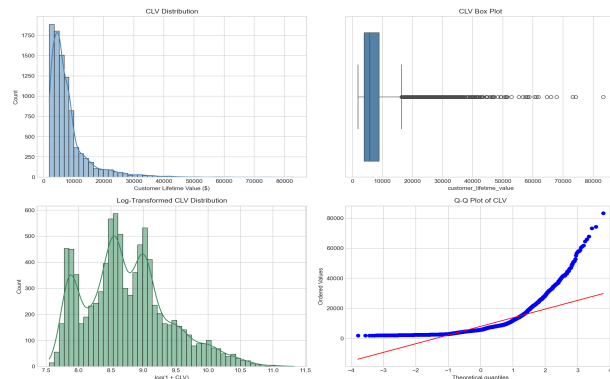 CLV Distribution
Count
1750
1500
1250
1000
750
500
250
0
0 10000 20000 30000 40000 50000 60000 70000 80000
Customer Lifetime Value ($)
CLV Box Plot
0 10000 20000 30000 40000 50000 60000 70000 80000
customer_lifetime_value
Log-Transformed CLV Distribution
Count
600
500
400
300
200
100
0
7.5 8.0 8.5 9.0 9.5 10.0 10.5 11.0 11.5
log(1 + CLV)
Q-Q Plot of CLV
Ordered Values
80000
60000
40000
20000
0
−4 −3 −2 −1 0 1 2 3 4
Theoretical quantiles